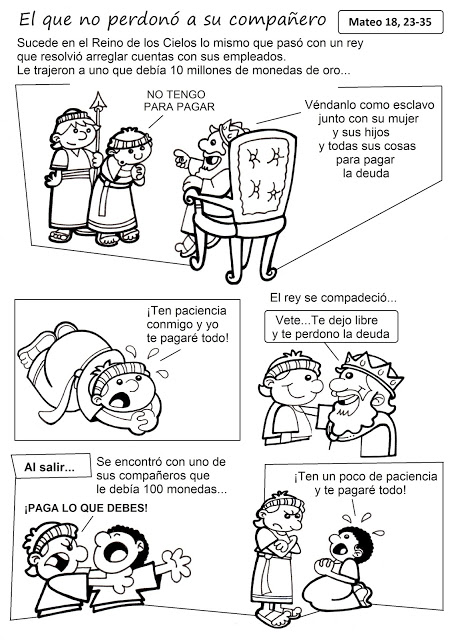 El que no perdonó a su compañero
Mateo 18, 23-35
Sucede en el Reino de los Cielos lo mismo que pasó con un rey
que resolvió arreglar cuentas con sus empleados.
Le trajeron a uno que debía 10 millones de monedas de oro...
NO TENGO
PARA PAGAR
Véndanlo como esclavo
junto con su mujer
y sus hijos
y todas sus cosas
para pagar
la deuda
¡Ten paciencia
conmigo y yo
te pagaré todo!
El rey se compadeció...
Vete...Te dejo libre
y te perdono la deuda
Al salir...
Se encontró con uno de
sus compañeros que
le debía 100 monedas...
¡PAGA LO QUE DEBES!
¡Ten un poco de paciencia
y te pagaré todo!